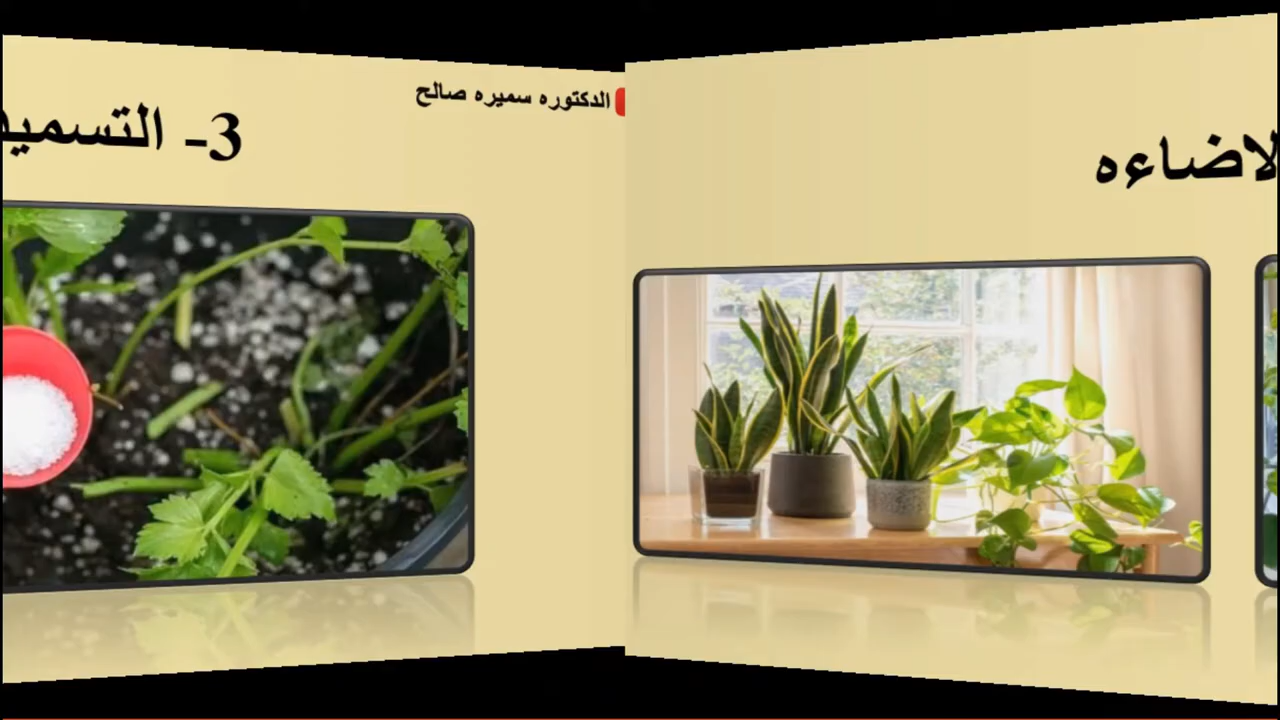 الدكتوره سميره صالح
3- التسميد
الاضاءه